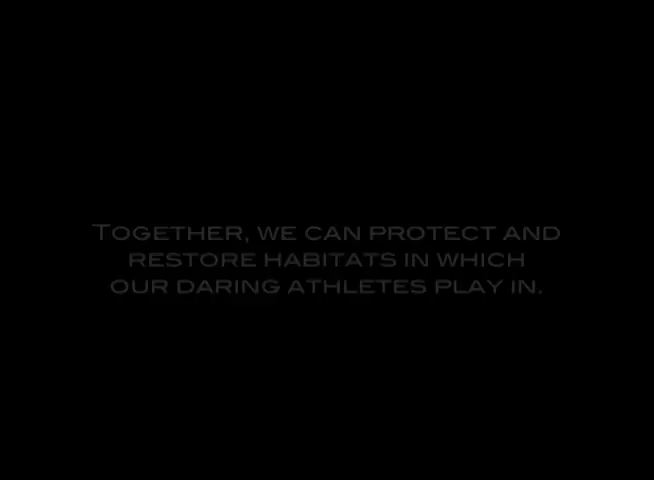 Together, we can protect and
restore habitats in which
our daring athletes play in.